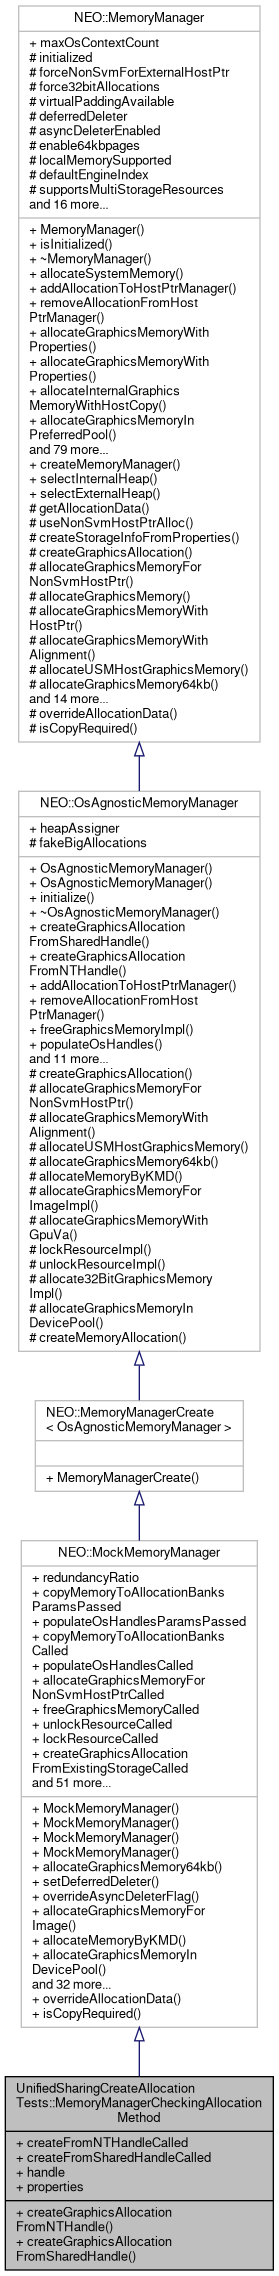 NEO::MemoryManager
+ maxOsContextCount
# initialized
# forceNonSvmForExternalHostPtr
# force32bitAllocations
# virtualPaddingAvailable
# deferredDeleter
# asyncDeleterEnabled
# enable64kbpages
# localMemorySupported
# defaultEngineIndex
# supportsMultiStorageResources
and 16 more...
+ MemoryManager()
+ isInitialized()
+ ~MemoryManager()
+ allocateSystemMemory()
+ addAllocationToHostPtrManager()
+ removeAllocationFromHost
PtrManager()
+ allocateGraphicsMemoryWith
Properties()
+ allocateGraphicsMemoryWith
Properties()
+ allocateInternalGraphics
MemoryWithHostCopy()
+ allocateGraphicsMemoryIn
PreferredPool()
and 79 more...
+ createMemoryManager()
+ selectInternalHeap()
+ selectExternalHeap()
# getAllocationData()
# useNonSvmHostPtrAlloc()
# createStorageInfoFromProperties()
# createGraphicsAllocation()
# allocateGraphicsMemoryFor
NonSvmHostPtr()
# allocateGraphicsMemory()
# allocateGraphicsMemoryWith
HostPtr()
# allocateGraphicsMemoryWith
Alignment()
# allocateUSMHostGraphicsMemory()
# allocateGraphicsMemory64kb()
and 14 more...
# overrideAllocationData()
# isCopyRequired()
NEO::OsAgnosticMemoryManager
+ heapAssigner
# fakeBigAllocations
+ OsAgnosticMemoryManager()
+ OsAgnosticMemoryManager()
+ initialize()
+ ~OsAgnosticMemoryManager()
+ createGraphicsAllocation
FromSharedHandle()
+ createGraphicsAllocation
FromNTHandle()
+ addAllocationToHostPtrManager()
+ removeAllocationFromHost
PtrManager()
+ freeGraphicsMemoryImpl()
+ populateOsHandles()
and 11 more...
# createGraphicsAllocation()
# allocateGraphicsMemoryFor
NonSvmHostPtr()
# allocateGraphicsMemoryWith
Alignment()
# allocateUSMHostGraphicsMemory()
# allocateGraphicsMemory64kb()
# allocateMemoryByKMD()
# allocateGraphicsMemoryFor
ImageImpl()
# allocateGraphicsMemoryWith
GpuVa()
# lockResourceImpl()
# unlockResourceImpl()
# allocate32BitGraphicsMemory
Impl()
# allocateGraphicsMemoryIn
DevicePool()
# createMemoryAllocation()
NEO::MemoryManagerCreate
< OsAgnosticMemoryManager >
+ MemoryManagerCreate()
NEO::MockMemoryManager
+ redundancyRatio
+ copyMemoryToAllocationBanks
ParamsPassed
+ populateOsHandlesParamsPassed
+ copyMemoryToAllocationBanks
Called
+ populateOsHandlesCalled
+ allocateGraphicsMemoryFor
NonSvmHostPtrCalled
+ freeGraphicsMemoryCalled
+ unlockResourceCalled
+ lockResourceCalled
+ createGraphicsAllocation
FromExistingStorageCalled
and 51 more...
+ MockMemoryManager()
+ MockMemoryManager()
+ MockMemoryManager()
+ MockMemoryManager()
+ allocateGraphicsMemory64kb()
+ setDeferredDeleter()
+ overrideAsyncDeleterFlag()
+ allocateGraphicsMemoryFor
Image()
+ allocateMemoryByKMD()
+ allocateGraphicsMemoryIn
DevicePool()
and 32 more...
+ overrideAllocationData()
+ isCopyRequired()
UnifiedSharingCreateAllocation
Tests::MemoryManagerCheckingAllocation
Method
+ createFromNTHandleCalled
+ createFromSharedHandleCalled
+ handle
+ properties
+ createGraphicsAllocation
FromNTHandle()
+ createGraphicsAllocation
FromSharedHandle()